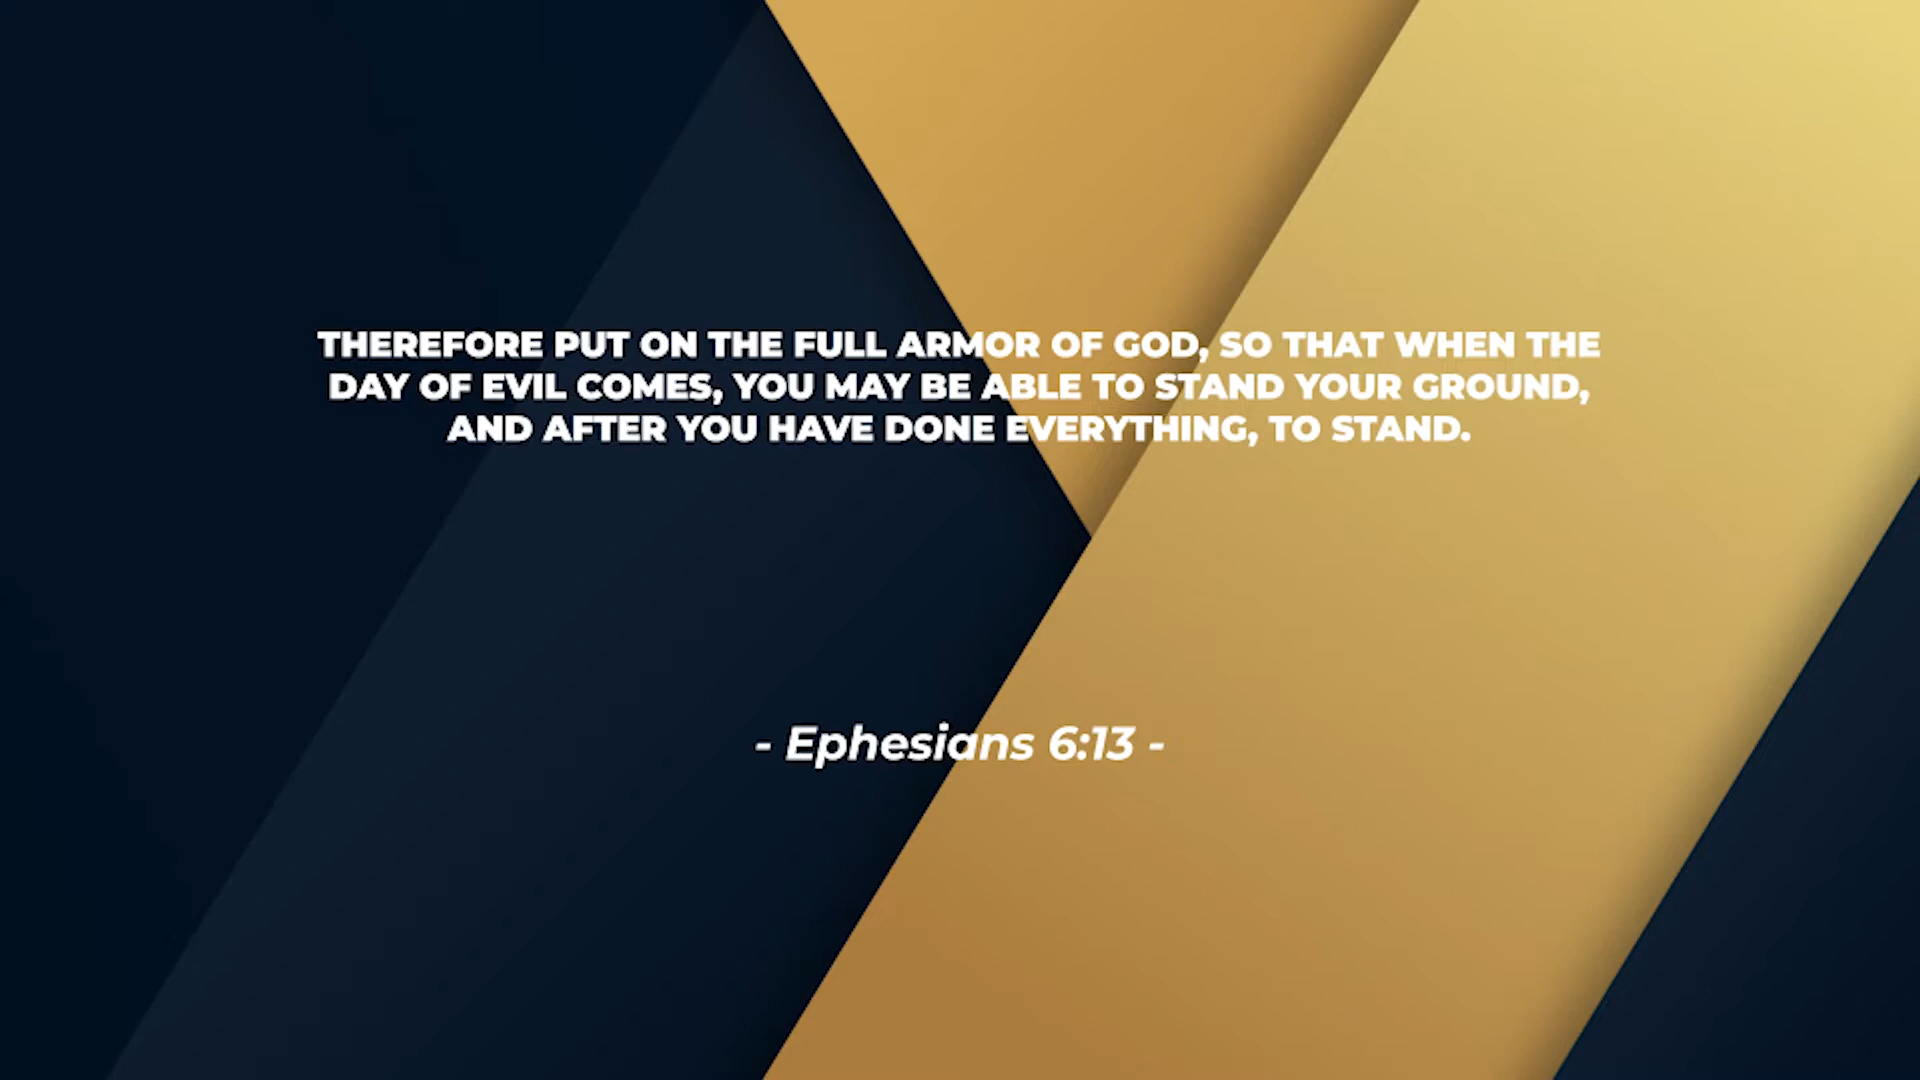 THEREFORE PUT ON THE FULL ARMOR OF GOD, SO THAT WHEN THE
DAY OF EVIL COMES, YOU MAY BE ABLE TO STAND YOUR GROUND,
AND AFTER YOU HAVE DONE EVERYTHING, TO STAND.
- Ephesians 6:13 -